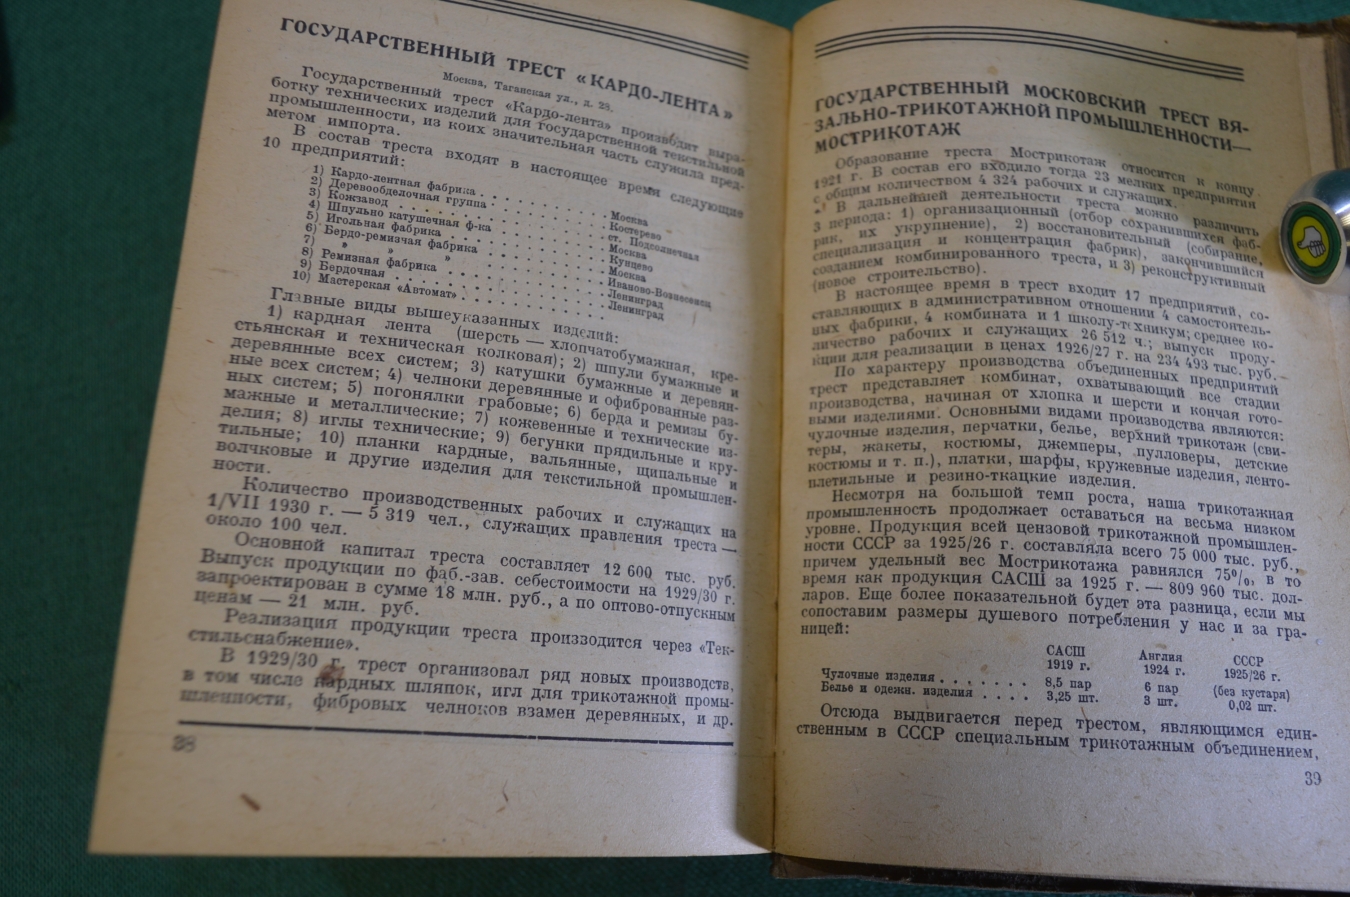 ГОСУДАРСТВЕННЫЙ ТРЕСТ «КАРДО-ЛЕНТА»
Москва, Таганская ул., д. 28.
Государственный трест «Кардо-лента» производит выра-
ботку технических изделий для государственной текстильной
промышленности, из коих значительная часть служила пред-
метом импорта.
В состав треста входят в настоящее время следующие
10 предприятий:
1) Кардо-лентная фабрика . . . . . . . . Москва
2) Деревообделочная группа . . . . . . . . Костерево
3) Кожзавод . . . . . . . . ст. Подсолнечная
4) Шпульно катушечная ф-ка . . . . . . . . Москва
5) Игольная фабрика . . . . . . . . Кунцево
6) Бердо-ремизная фабрика . . . . . . . . Москва
7) » » . . . . . . . . Иваново-Вознесенец
8) Ремизная фабрика . . . . . . . . Ленинград
9) Бердочная . . . . . . . . Ленинград
10) Мастерская «Автомат» . . . . . . . .
Главные виды вышеуказанных изделий:
1) кардная лента (шерсть — хлопчатобумажная, кре-
стьянская и техническая колковая); 2) шпули бумажные и
деревянные всех систем; 3) катушки бумажные и деревян-
ные всех систем; 4) челноки деревянные и офиброванные раз-
ных систем; 5) погонялки грабовые; 6) берда и ремизы бу-
мажные и металлические; 7) кожевенные и технические из-
делия; 8) иглы технические; 9) бегунки прядильные и кру-
тильные; 10) планки кардные, вальянные, щипальные и
волчковые и другие изделия для текстильной промышлен-
ности.
Количество производственных рабочих и служащих на
1/VII 1930 г. — 5 319 чел., служащих правления треста —
около 100 чел.
Основной капитал треста составляет 12 600 тыс. руб.
Выпуск продукции по фаб.-зав. себестоимости на 1929/30 г.
запроектирован в сумме 18 млн. руб., а по оптово-отпускным
ценам — 21 млн. руб.
Реализация продукции треста производится через «Тек-
стильснабжение».
В 1929/30 г. трест организовал ряд новых производств,
в том числе кардных шляпок, игл для трикотажной промы-
шленности, фибровых челноков взамен деревянных, и др.
38
ГОСУДАРСТВЕННЫЙ МОСКОВСКИЙ ТРЕСТ ВЯ-
ЗАЛЬНО-ТРИКОТАЖНОЙ ПРОМЫШЛЕННОСТИ—
МОСТРИКОТАЖ
Образование треста Мострикотаж относится к концу
1921 г. В состав его входило тогда 23 мелких предприятия
с общим количеством 4 324 рабочих и служащих.
В дальнейшей деятельности треста можно различить
3 периода: 1) организационный (отбор сохранившихся фаб-
рик, их укрупнение), 2) восстановительный (собирание,
специализация и концентрация фабрик), закончившийся
созданием комбинированного треста, и 3) реконструктивный
(новое строительство).
В настоящее время в трест входит 17 предприятий, со-
ставляющих в административном отношении 4 самостоятель-
ных фабрики, 4 комбината и 1 школу-техникум; среднее ко-
личество рабочих и служащих 26 512 ч.; выпуск проду-
кции для реализации в ценах 1926/27 г. на 234 493 тыс. руб.
По характеру производства объединенных предприятий
трест представляет комбинат, охватывающий все стадии
производства, начиная от хлопка и шерсти и кончая гото-
выми изделиями. Основными видами производства являются:
чулочные изделия, перчатки, белье, верхний трикотаж (сви-
теры, жакеты, костюмы, джемперы, пулловеры, детские
костюмы и т. п.), платки, шарфы, кружевные изделия, ленто-
плетильные и резино-ткацкие изделия.
Несмотря на большой темп роста, наша трикотажная
промышленность продолжает оставаться на весьма низком
уровне. Продукция всей цензовой трикотажной промышлен-
ности СССР за 1925/26 г. составляла всего 75 000 тыс. руб.,
причем удельный вес Мострикотажа равнялся 75%, в то
время как продукция САСШ за 1925 г. — 809 960 тыс. дол-
ларов. Еще более показательной будет эта разница, если мы
сопоставим размеры душевого потребления у нас и за гра-
ницей:
САСШ Англия СССР
1919 г. 1924 г. 1925/26 г.
Чулочные изделия . . . . . . . 8,5 пар 6 пар (без кустаря)
Белье и одежн. изделия . . . . 3,25 шт. 3 шт. 0,02 шт.
Отсюда выдвигается перед трестом, являющимся един-
ственным в СССР специальным трикотажным объединением,
39